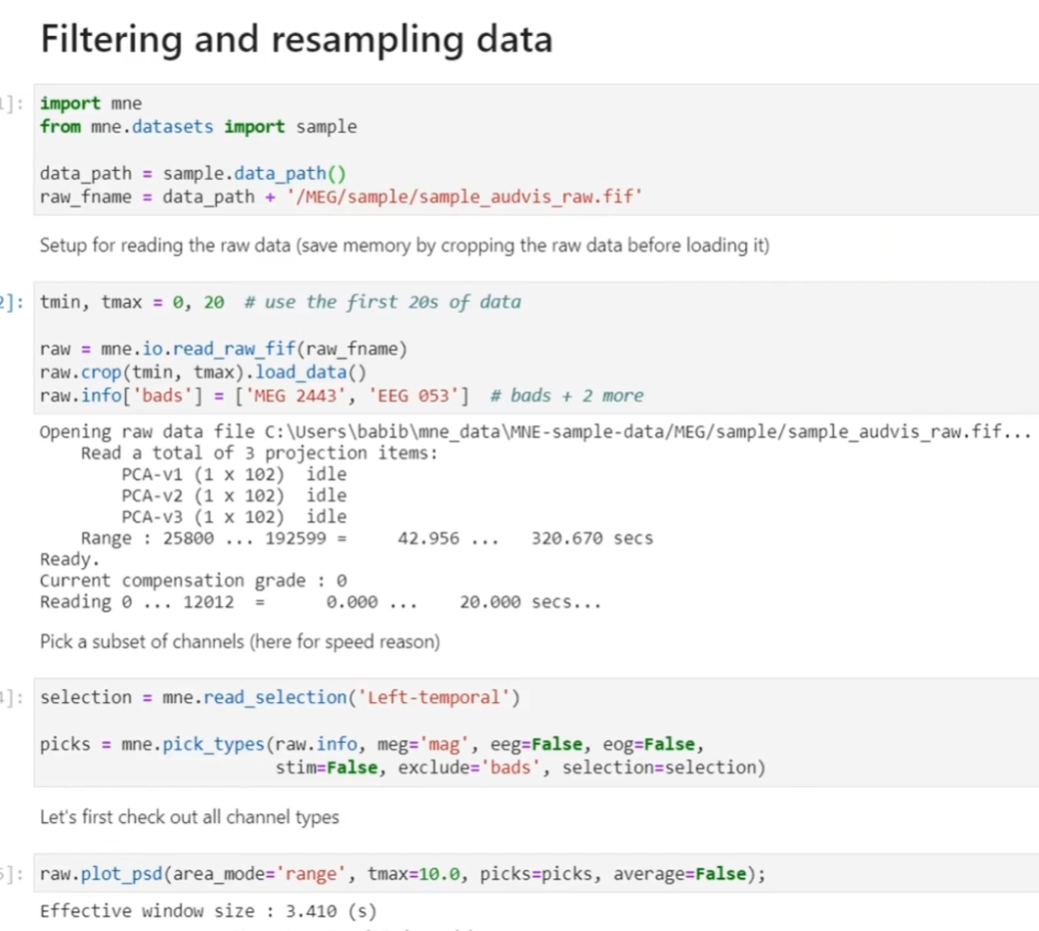 Filtering and resampling data
]:
import mne
from mne.datasets import sample
data_path = sample.data_path()
raw_fname = data_path + '/MEG/sample/sample_audvis_raw.fif'
Setup for reading the raw data (save memory by cropping the raw data before loading it)
2]:
tmin, tmax = 0, 20  # use the first 20s of data
raw = mne.io.read_raw_fif(raw_fname)
raw.crop(tmin, tmax).load_data()
raw.info['bads'] = ['MEG 2443', 'EEG 053']  # bads + 2 more
Opening raw data file C:\Users\babib\mne_data\MNE-sample-data/MEG/sample/sample_audvis_raw.fif...
    Read a total of 3 projection items:
        PCA-v1 (1 x 102)  idle
        PCA-v2 (1 x 102)  idle
        PCA-v3 (1 x 102)  idle
    Range : 25800 ... 192599 =     42.956 ...   320.670 secs
Ready.
Current compensation grade : 0
Reading 0 ... 12012  =      0.000 ...    20.000 secs...
Pick a subset of channels (here for speed reason)
]:
selection = mne.read_selection('Left-temporal')
picks = mne.pick_types(raw.info, meg='mag', eeg=False, eog=False,
                       stim=False, exclude='bads', selection=selection)
Let's first check out all channel types
]:
raw.plot_psd(area_mode='range', tmax=10.0, picks=picks, average=False);
Effective window size : 3.410 (s)